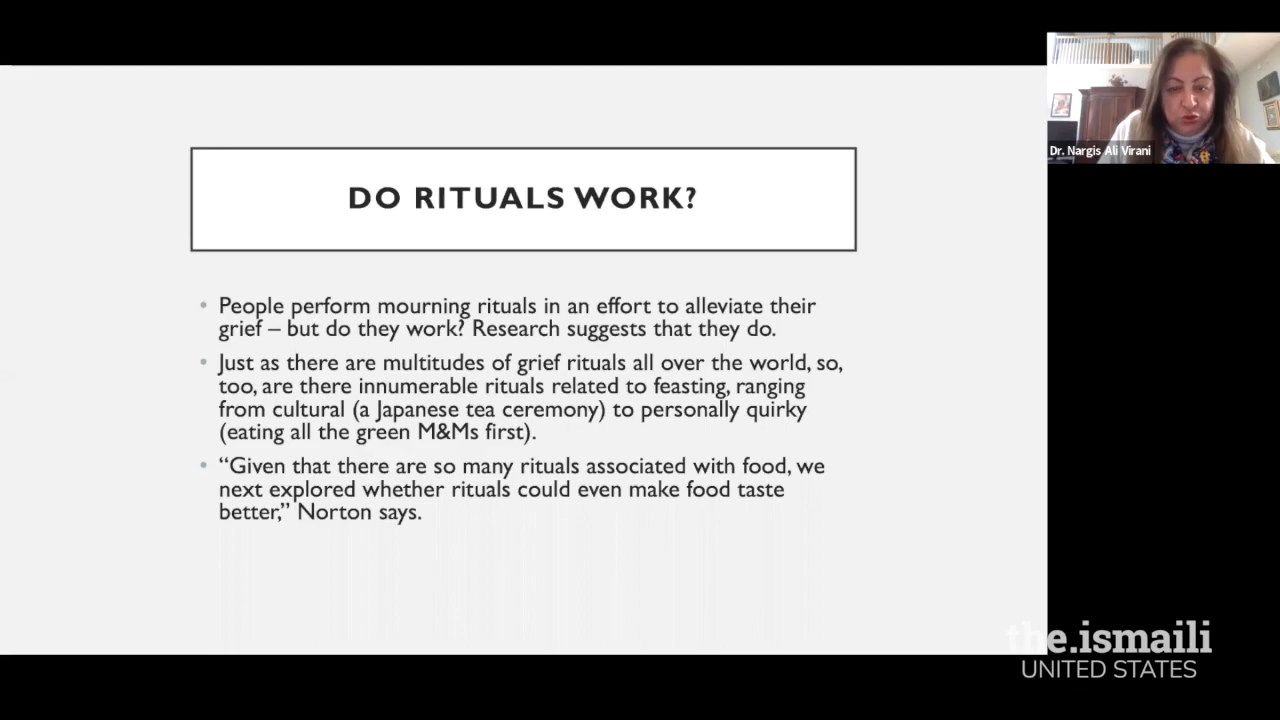 DO RITUALS WORK?
• People perform mourning rituals in an effort to alleviate their
grief – but do they work? Research suggests that they do.
• Just as there are multitudes of grief rituals all over the world, so,
too, are there innumerable rituals related to feasting, ranging
from cultural (a Japanese tea ceremony) to personally quirky
(eating all the green M&Ms first).
• “Given that there are so many rituals associated with food, we
next explored whether rituals could even make food taste
better,” Norton says.
Dr. Nargis Ali Virani
the.ismaili
UNITED STATES